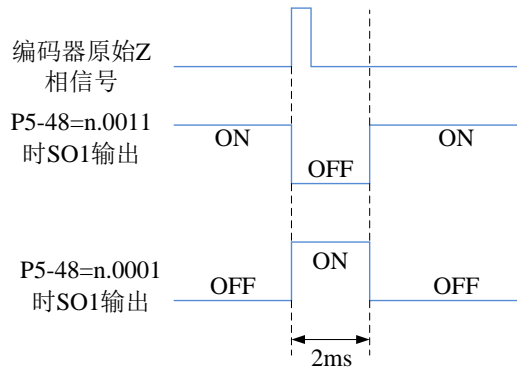 编码器原始Z
相信号
P5-48=n.0011
时SO1输出
ON
OFF
ON
P5-48=n.0001
时SO1输出
OFF
ON
OFF
2ms